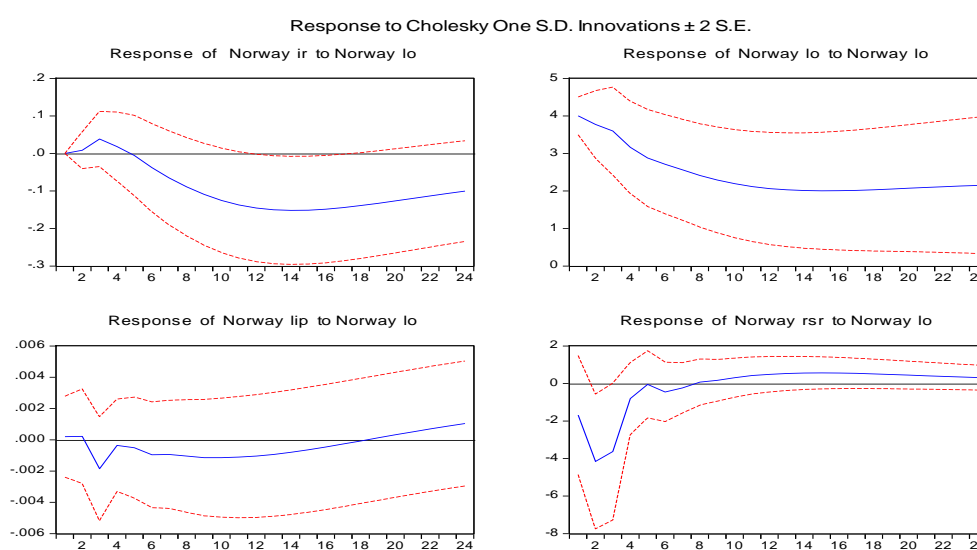 Response to Cholesky One S.D. Innovations ± 2 S.E.
Response of Norway ir to Norway lo
.2
.1
.0
-.1
-.2
-.3
2 4 6 8 10 12 14 16 18 20 22 24
Response of Norway lo to Norway lo
5
4
3
2
1
0
2 4 6 8 10 12 14 16 18 20 22 2
Response of Norway lip to Norway lo
.006
.004
.002
.000
-.002
-.004
-.006
2 4 6 8 10 12 14 16 18 20 22 24
Response of Norway rsr to Norway lo
2
0
-2
-4
-6
-8
2 4 6 8 10 12 14 16 18 20 22 2